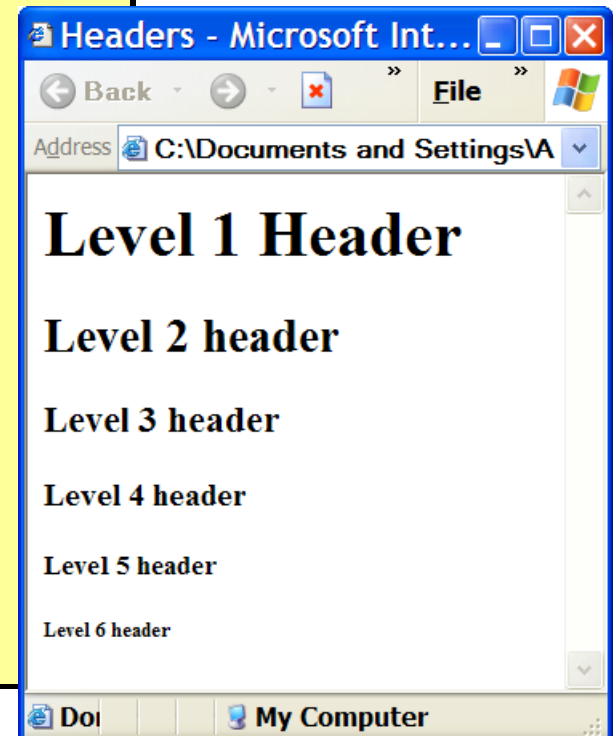 Headers - Microsoft Int...
Back » File »
Address C:\Documents and Settings\A
Level 1 Header
Level 2 header
Level 3 header
Level 4 header
Level 5 header
Level 6 header
My Computer